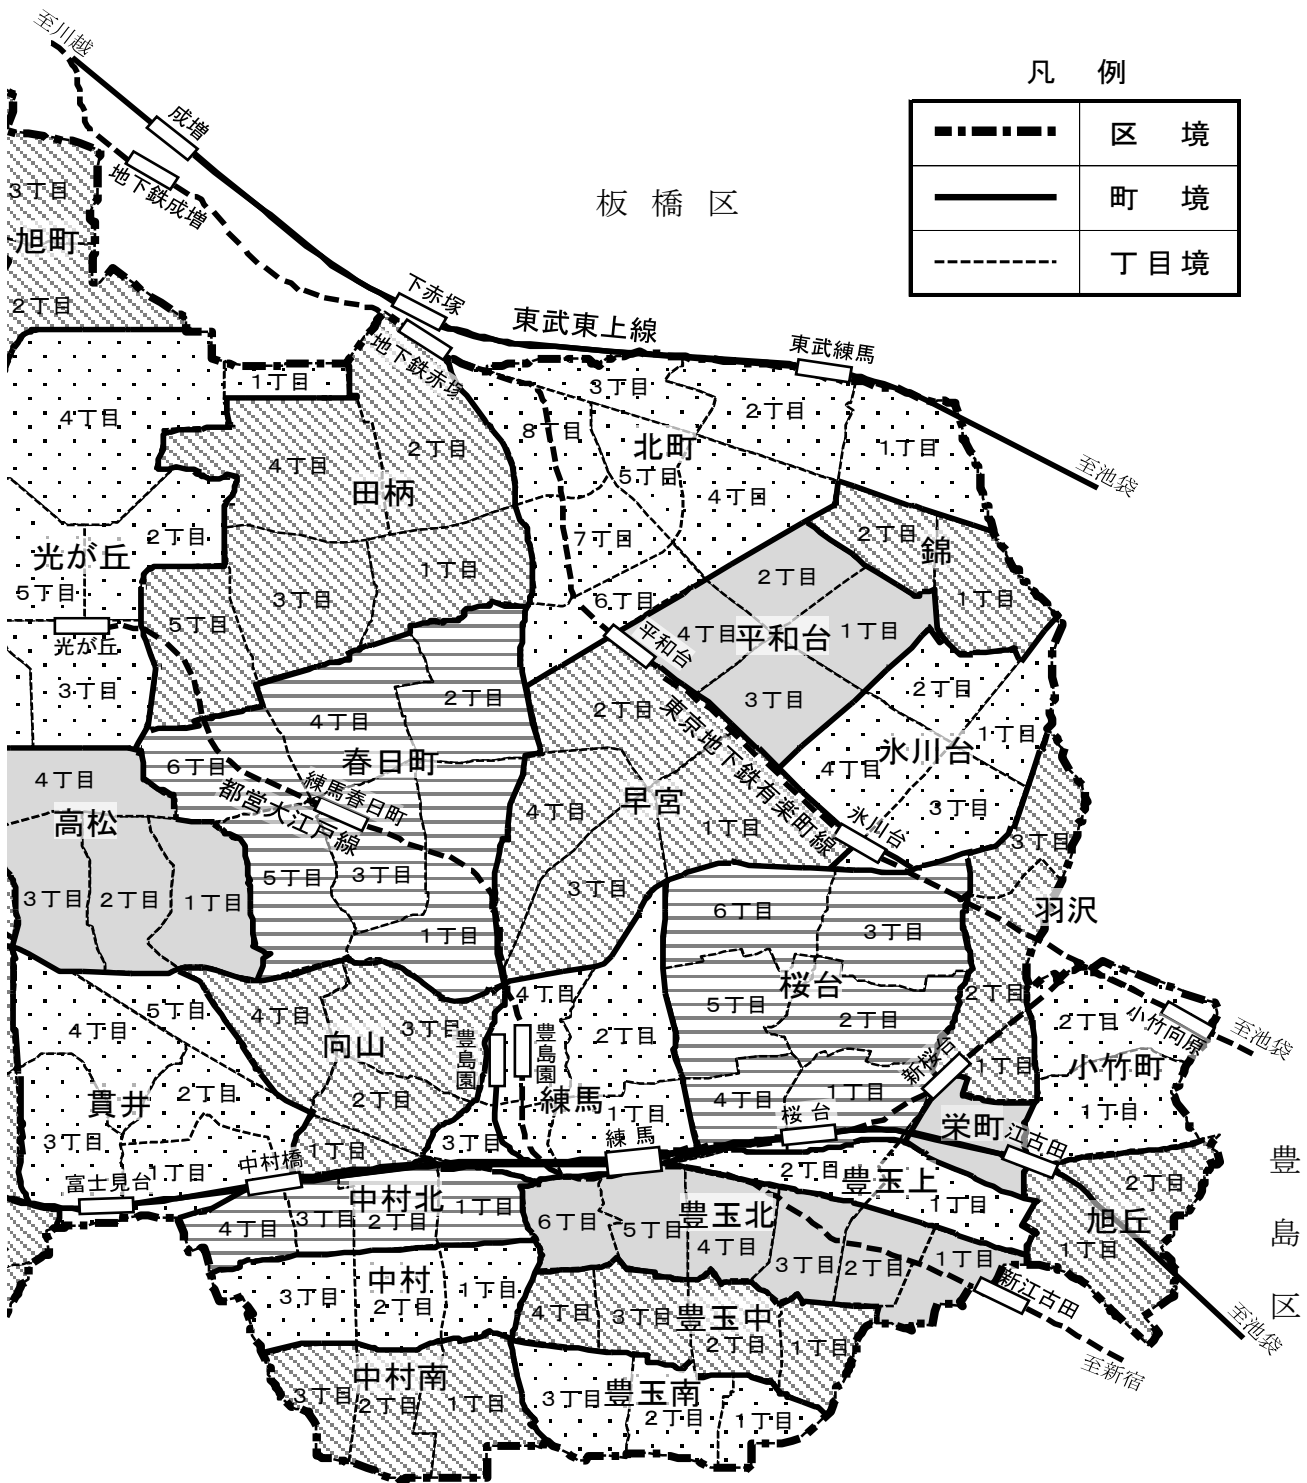 至川越
凡 例
区 境
町 境
丁目境
板橋区
成増
地下鉄成増
3丁目
旭町
2丁目
下赤塚
地下鉄赤塚
東武東上線
東武練馬
至池袋
1丁目
4丁目
2丁目
光が丘
5丁目
光が丘
3丁目
2丁目
4丁目
田柄
1丁目
3丁目
5丁目
3丁目
2丁目
1丁目
8丁目
北町
5丁目
4丁目
7丁目
6丁目
2丁目
錦
1丁目
2丁目
4丁目
平和台
1丁目
3丁目
平和台
東京地下鉄有楽町線
2丁目
1丁目
氷川台
4丁目
3丁目
氷川台
2丁目
4丁目
早宮
1丁目
3丁目
2丁目
4丁目
春日町
6丁目
練馬春日町
都営大江戸線
5丁目
3丁目
1丁目
4丁目
高松
3丁目
2丁目
1丁目
3丁目
羽沢
2丁目
1丁目
6丁目
3丁目
桜台
5丁目
2丁目
4丁目
1丁目
新桜台
桜台
小竹向原
至池袋
2丁目
小竹町
1丁目
5丁目
4丁目
貫井
2丁目
3丁目
1丁目
富士見台
中村橋
4丁目
3丁目
向山
2丁目
1丁目
豊島園
豊島園
4丁目
2丁目
練馬
1丁目
3丁目
練馬
栄町
江古田
2丁目
豊玉上
1丁目
2丁目
旭丘
1丁目
豊島区
至池袋
中村北
1丁目
3丁目
2丁目
4丁目
6丁目
5丁目
豊玉北
4丁目
3丁目
2丁目
1丁目
新江古田
至新宿
中村
1丁目
3丁目
2丁目
4丁目
3丁目
豊玉中
2丁目
1丁目
中村南
3丁目
2丁目
1丁目
豊玉南
3丁目
2丁目
1丁目